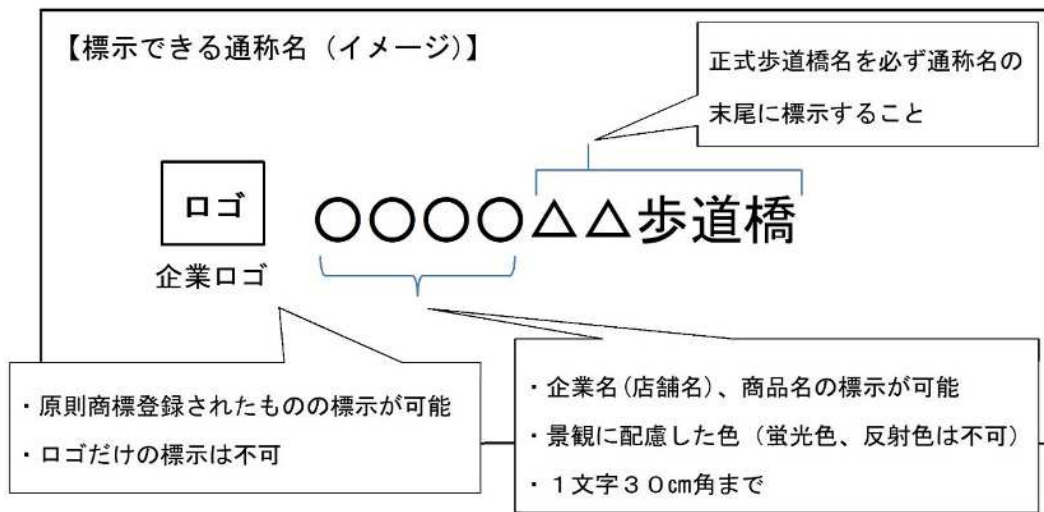 【標示できる通称名（イメージ）】
正式歩道橋名を必ず通称名の
末尾に標示すること
ロゴ
○○○○△△歩道橋
企業ロゴ
・原則商標登録されたものの標示が可能
・ロゴだけの標示は不可
・企業名(店舗名)、商品名の標示が可能
・景観に配慮した色（蛍光色、反射色は不可）
・１文字３０㎝角まで